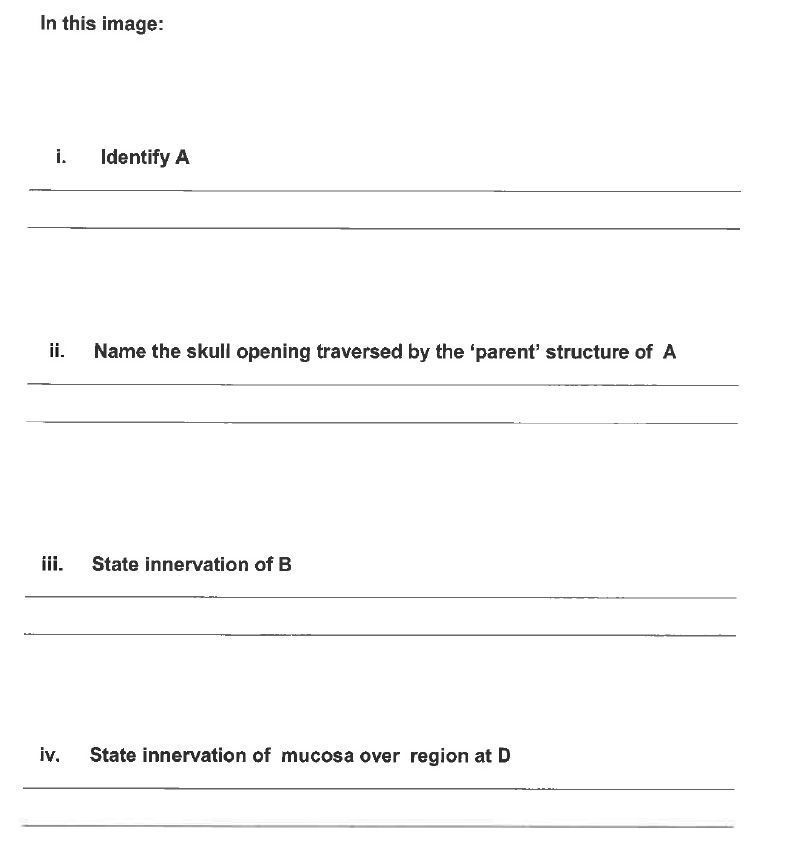 In this image:
i. Identify A
ii. Name the skull opening traversed by the ‘parent’ structure of A
iii. State innervation of B
iv. State innervation of mucosa over region at D